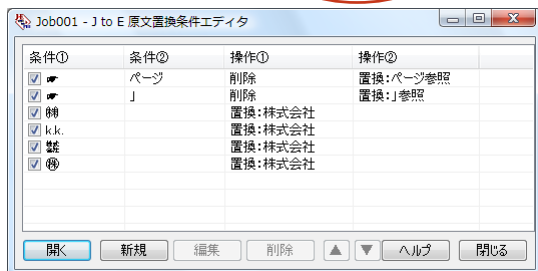 Job001 - J to E 原文置換条件エディタ
条件① 条件② 操作① 操作②
☛ ページ 削除 置換:ページ参照
☛ 」 削除 置換:」参照
㈱ 置換:株式会社
k.k. 置換:株式会社
㍿ 置換:株式会社
㊑ 置換:株式会社
開く 新規 編集 削除 ▲ ▼ ヘルプ 閉じる